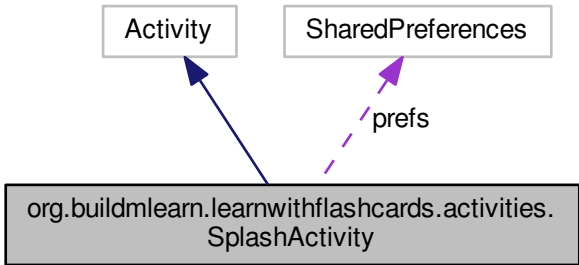 Activity
SharedPreferences
prefs
org.buildmlearn.learnwithflashcards.activities.
SplashActivity